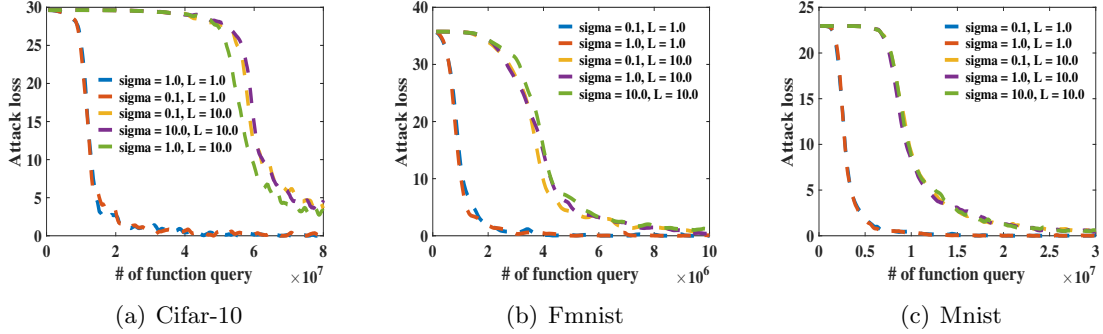 30
25
20
15
10
5
0
Attack loss
sigma = 1.0, L = 1.0
sigma = 0.1, L = 1.0
sigma = 0.1, L = 10.0
sigma = 10.0, L = 10.0
sigma = 1.0, L = 10.0
0 2 4 6 8
# of function query ×10^7
(a) Cifar-10
40
30
20
10
0
Attack loss
sigma = 0.1, L = 1.0
sigma = 1.0, L = 1.0
sigma = 0.1, L = 10.0
sigma = 1.0, L = 10.0
sigma = 10.0, L = 10.0
0 2 4 6 8 10
# of function query ×10^6
(b) Fmnist
25
20
15
10
5
0
Attack loss
sigma = 0.1, L = 1.0
sigma = 1.0, L = 1.0
sigma = 0.1, L = 10.0
sigma = 1.0, L = 10.0
sigma = 10.0, L = 10.0
0 0.5 1 1.5 2 2.5 3
# of function query ×10^7
(c) Mnist